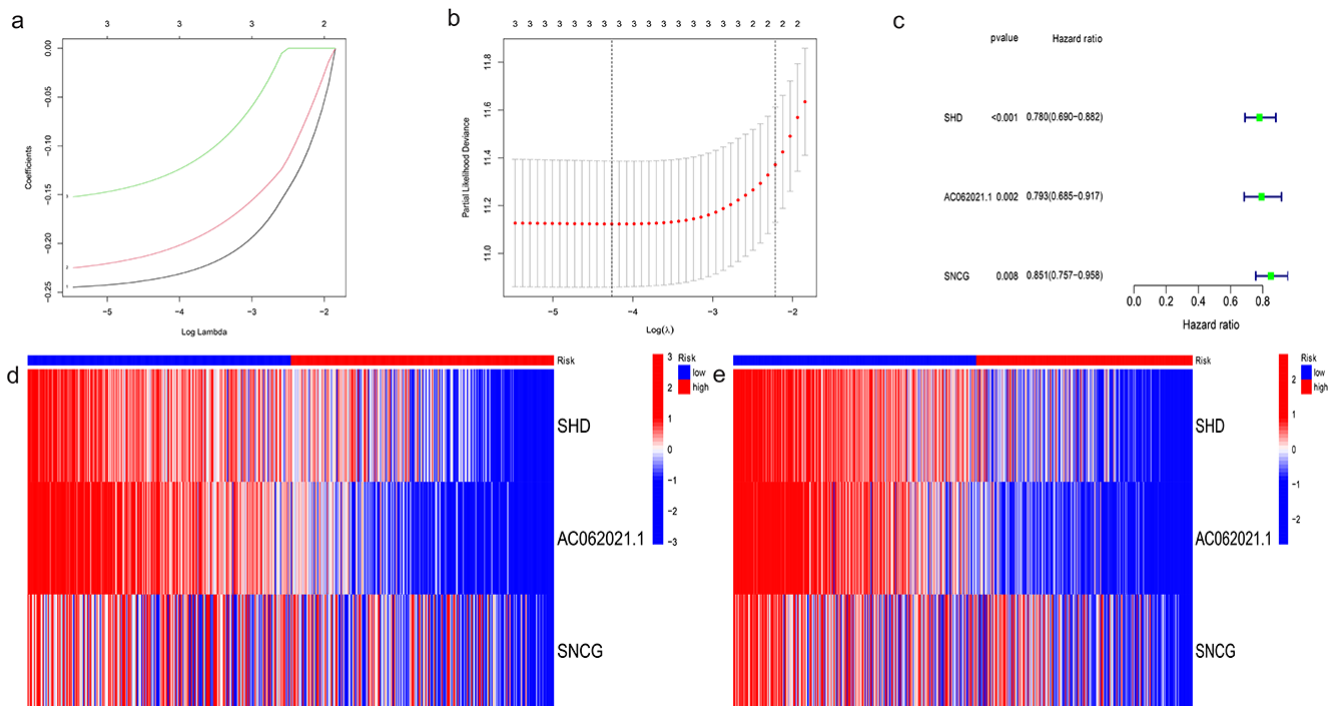 a
3 3 3 2
Coefficients
0.00
−0.05
−0.10
−0.15
−0.20
−0.25
3
2
1
−5 −4 −3 −2
Log Lambda
b
3 3 3 3 3 3 3 3 3 3 3 3 3 3 3 3 2 2 2 2
Partial Likelihood Deviance
11.8
11.6
11.4
11.2
11.0
−5 −4 −3 −2
Log(λ)
c
pvalue Hazard ratio
SHD <0.001 0.780(0.690−0.882)
AC062021.1 0.002 0.793(0.685−0.917)
SNCG 0.008 0.851(0.757−0.958)
0.0 0.2 0.4 0.6 0.8
Hazard ratio
d
Risk
SHD
AC062021.1
SNCG
3
2
1
0
−1
−2
−3
Risk
low
high
e
Risk
SHD
AC062021.1
SNCG
2
1
0
−1
−2
Risk
low
high